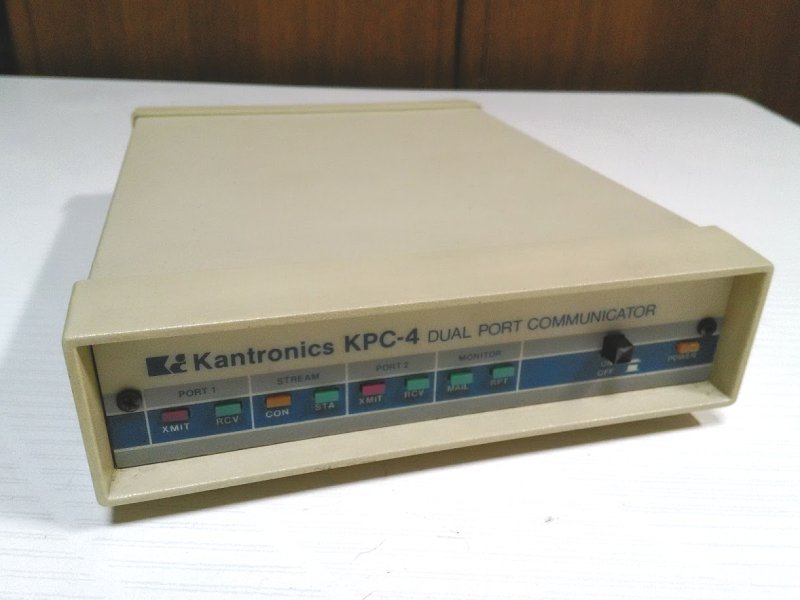 Kantronics KPC-4 DUAL PORT COMMUNICATOR
PORT 1 STREAM PORT 2 MONITOR
XMIT RCV CON STA XMIT RCV MAIL RPT
ON
OFF
POWER